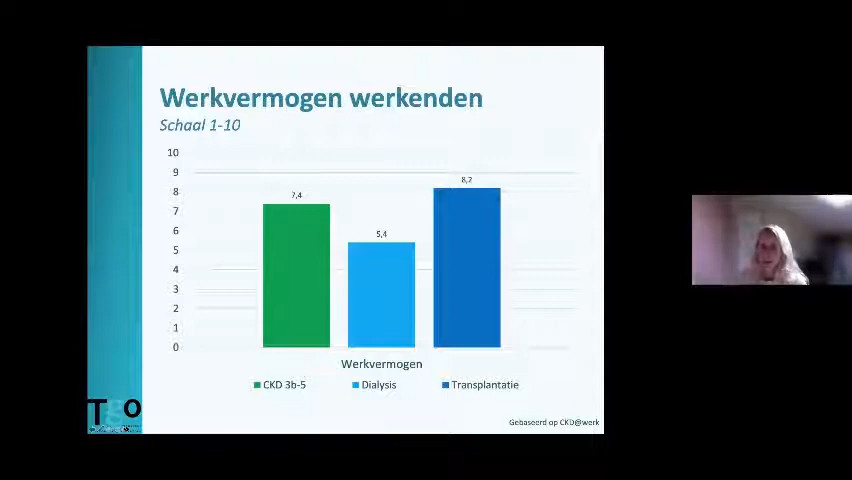 Werkvermogen werkenden
Schaal 1-10
10
9
8
7
6
5
4
3
2
1
0
7,4
5,4
8,2
Werkvermogen
CKD 3b-5
Dialysis
Transplantatie
Gebaseerd op CKD@werk